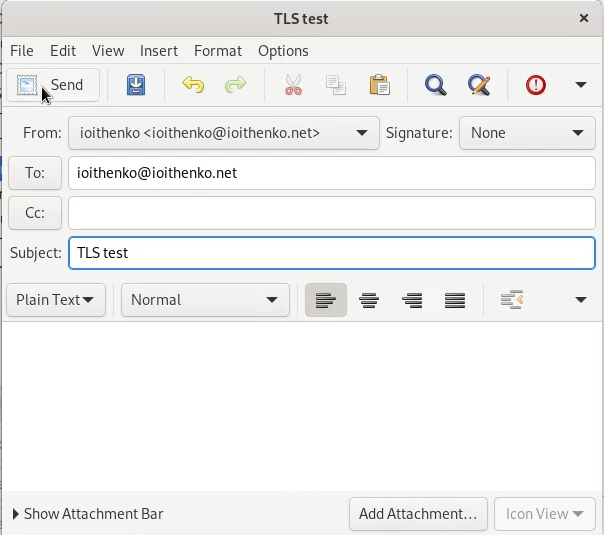 TLS test
File Edit View Insert Format Options
Send
From: ioithenko <ioithenko@ioithenko.net> Signature: None
To: ioithenko@ioithenko.net
Cc:
Subject: TLS test
Plain Text Normal
Show Attachment Bar Add Attachment... Icon View